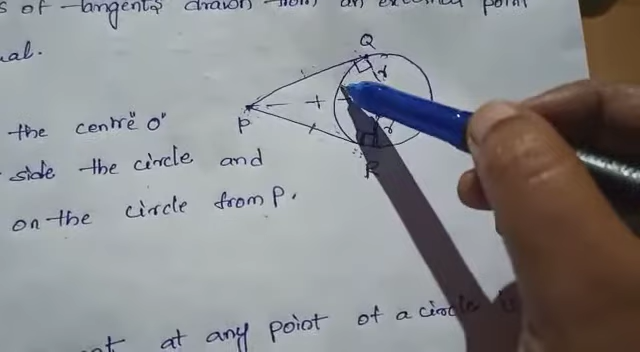 s of tangents drawn from an external point
ual.
Q
r
P
r
R
the centre "O"
side the circle and
on the circle from P.
at any point of a circle